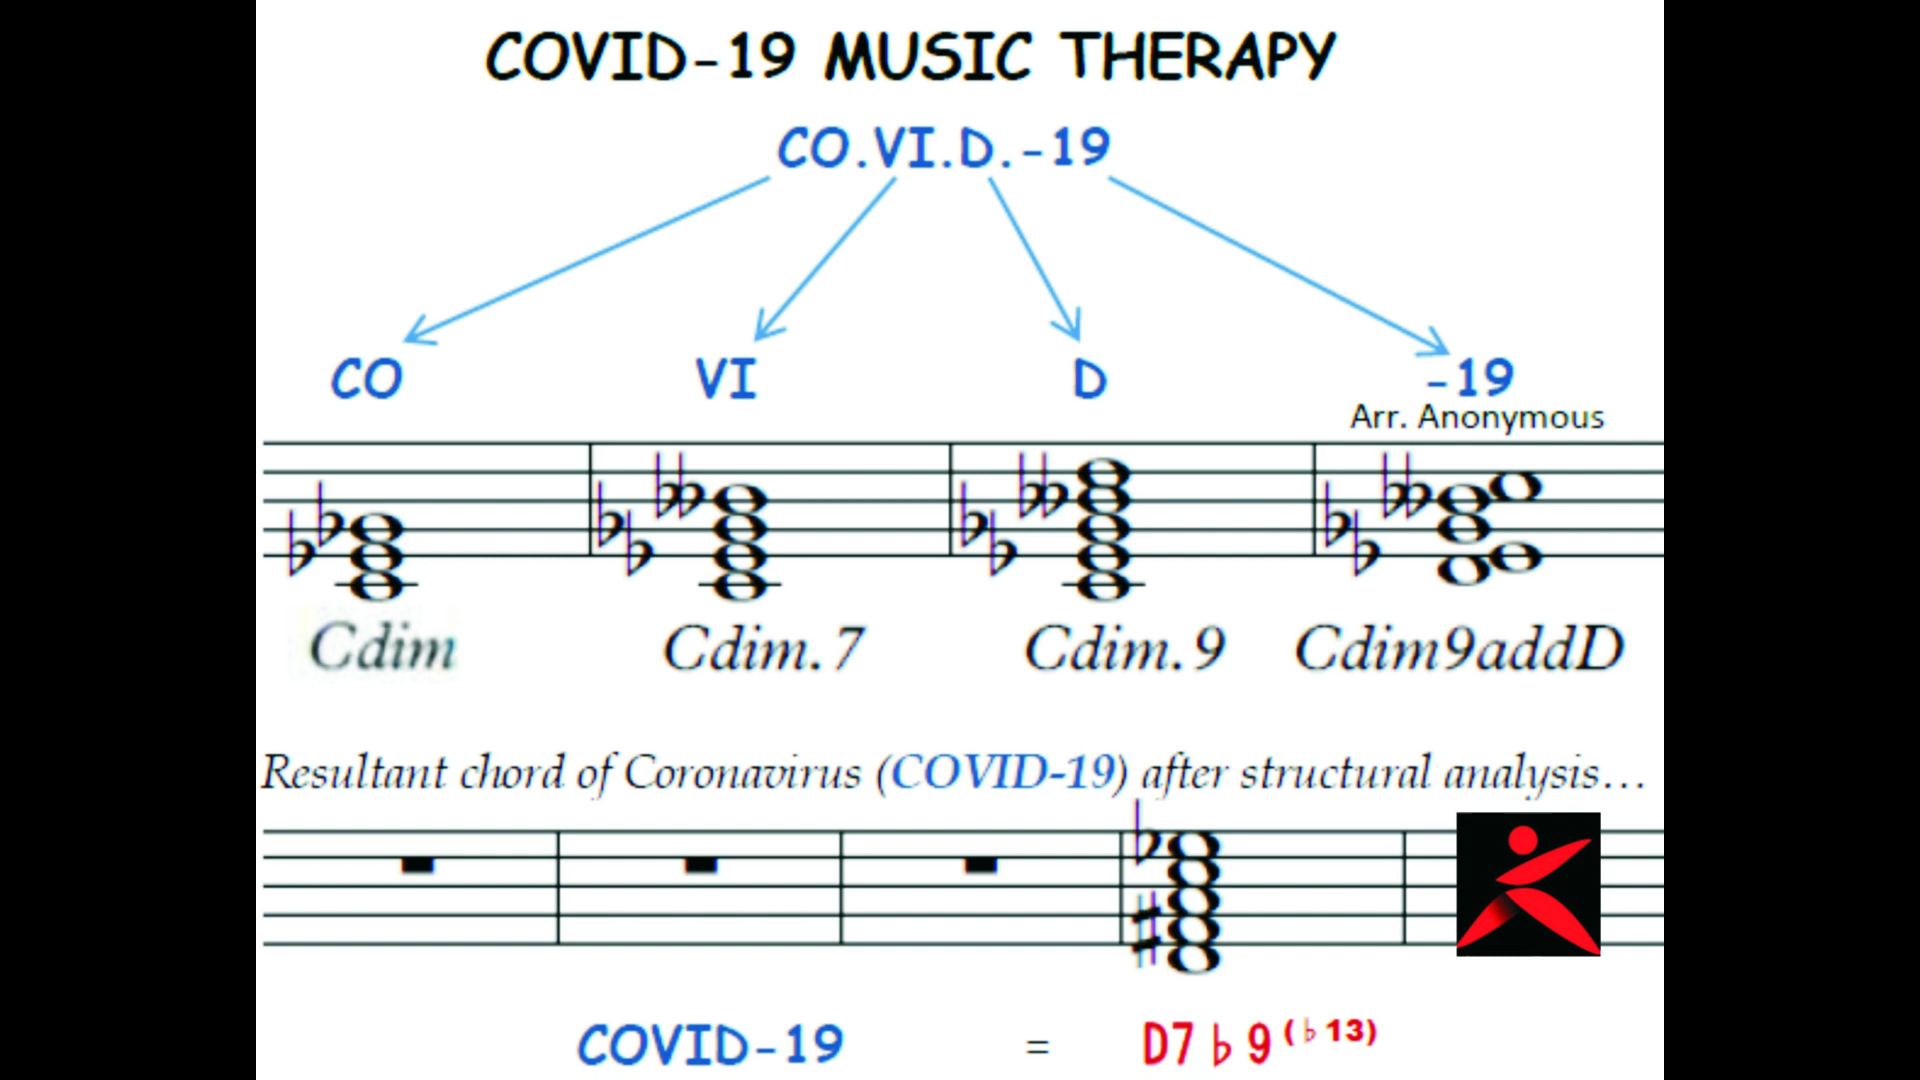 COVID-19 MUSIC THERAPY
CO.VI.D.-19
CO VI D -19
Arr. Anonymous
Cdim Cdim.7 Cdim.9 Cdim9addD
Resultant chord of Coronavirus (COVID-19) after structural analysis...
COVID-19 = D7♭9(♭13)